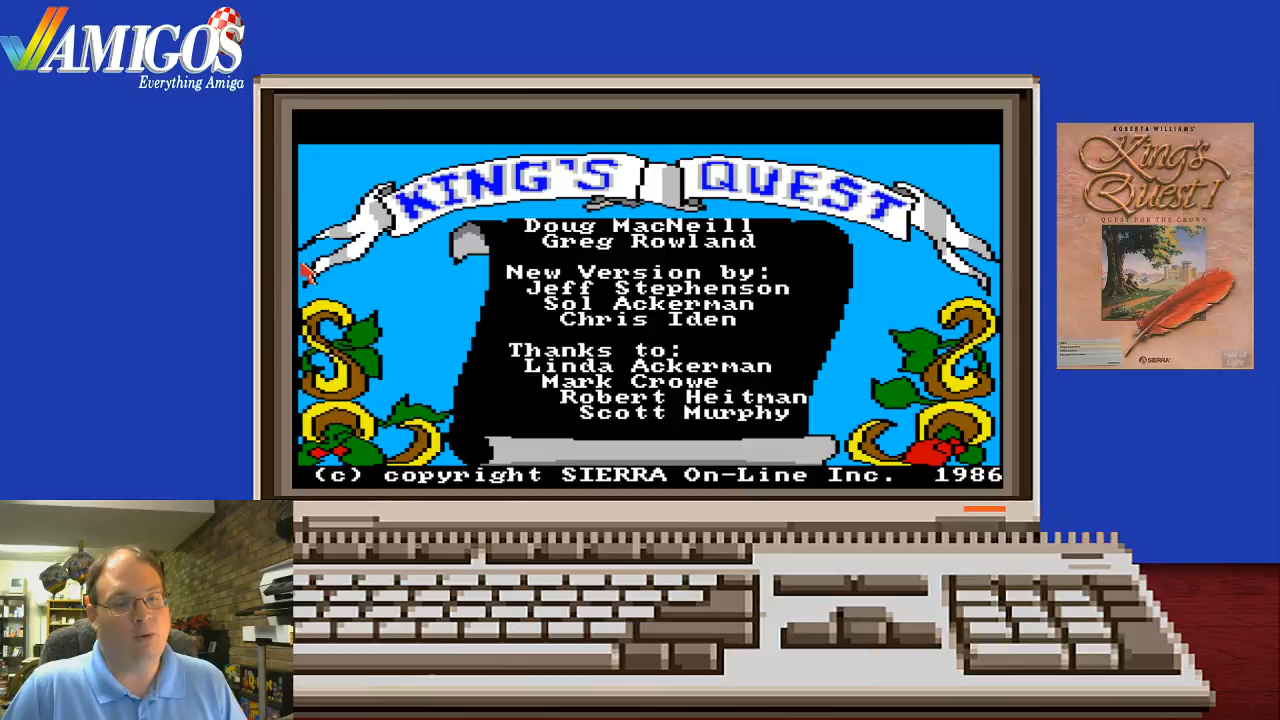 AMIGOS
Everything Amiga
KING'S QUEST
Doug MacNeill
Greg Rowland
New Version by:
Jeff Stephenson
Sol Ackerman
Chris Iden
Thanks to:
Linda Ackerman
Mark Crowe
Robert Heitman
Scott Murphy
(c) copyright SIERRA On-Line Inc. 1986
ROBERTA WILLIAMS'
King's
Quest I
QUEST FOR THE CROWN
SIERRA